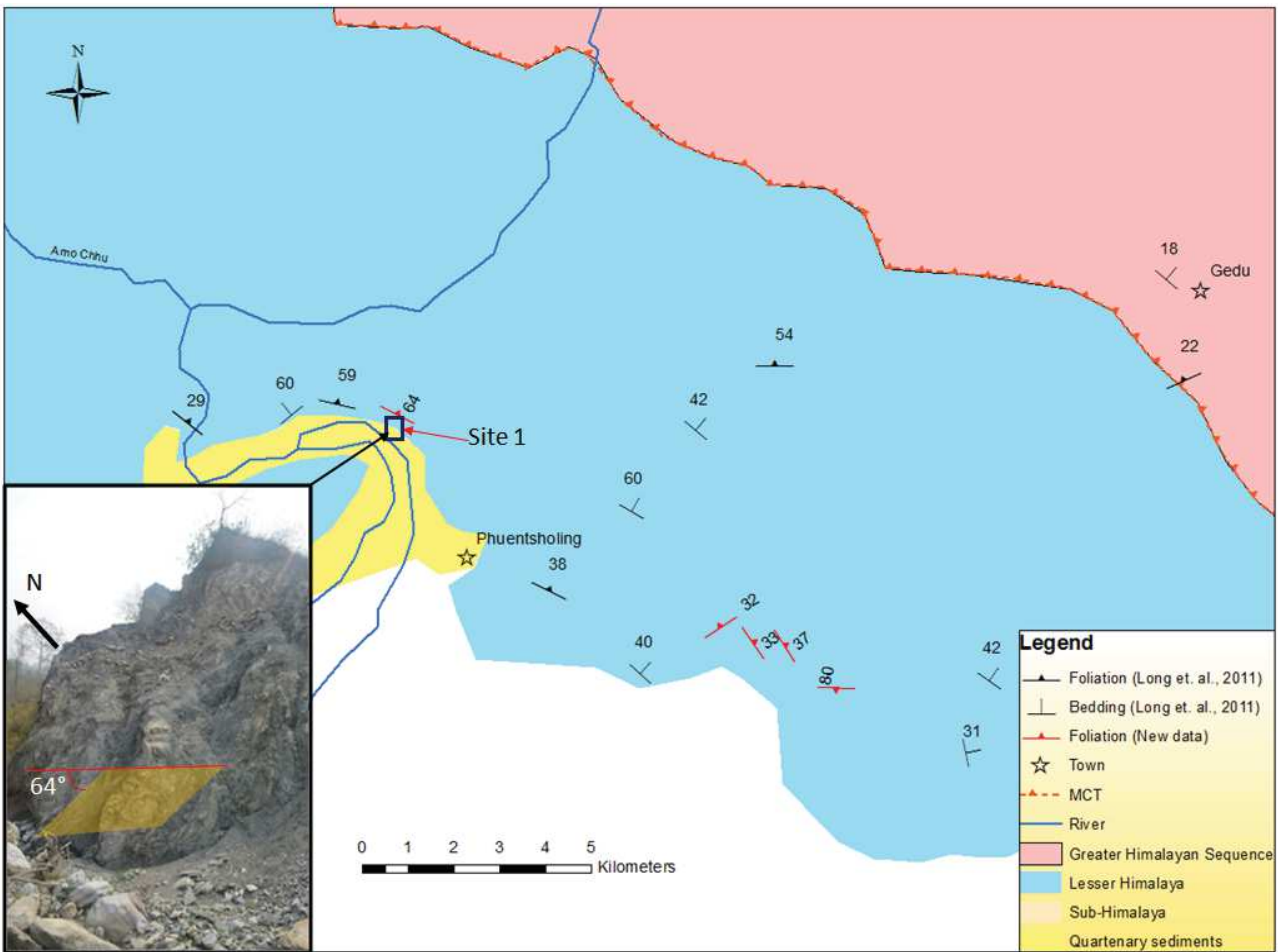 N
Amo Chhu
18
Gedu
22
54
42
60
59
64
29
Site 1
60
Phuentsholing
38
32
33
37
40
80
42
31
N
64°
0 1 2 3 4 5
Kilometers
Legend
Foliation (Long et. al., 2011)
Bedding (Long et. al., 2011)
Foliation (New data)
Town
MCT
River
Greater Himalayan Sequence
Lesser Himalaya
Sub-Himalaya
Quartenary sediments